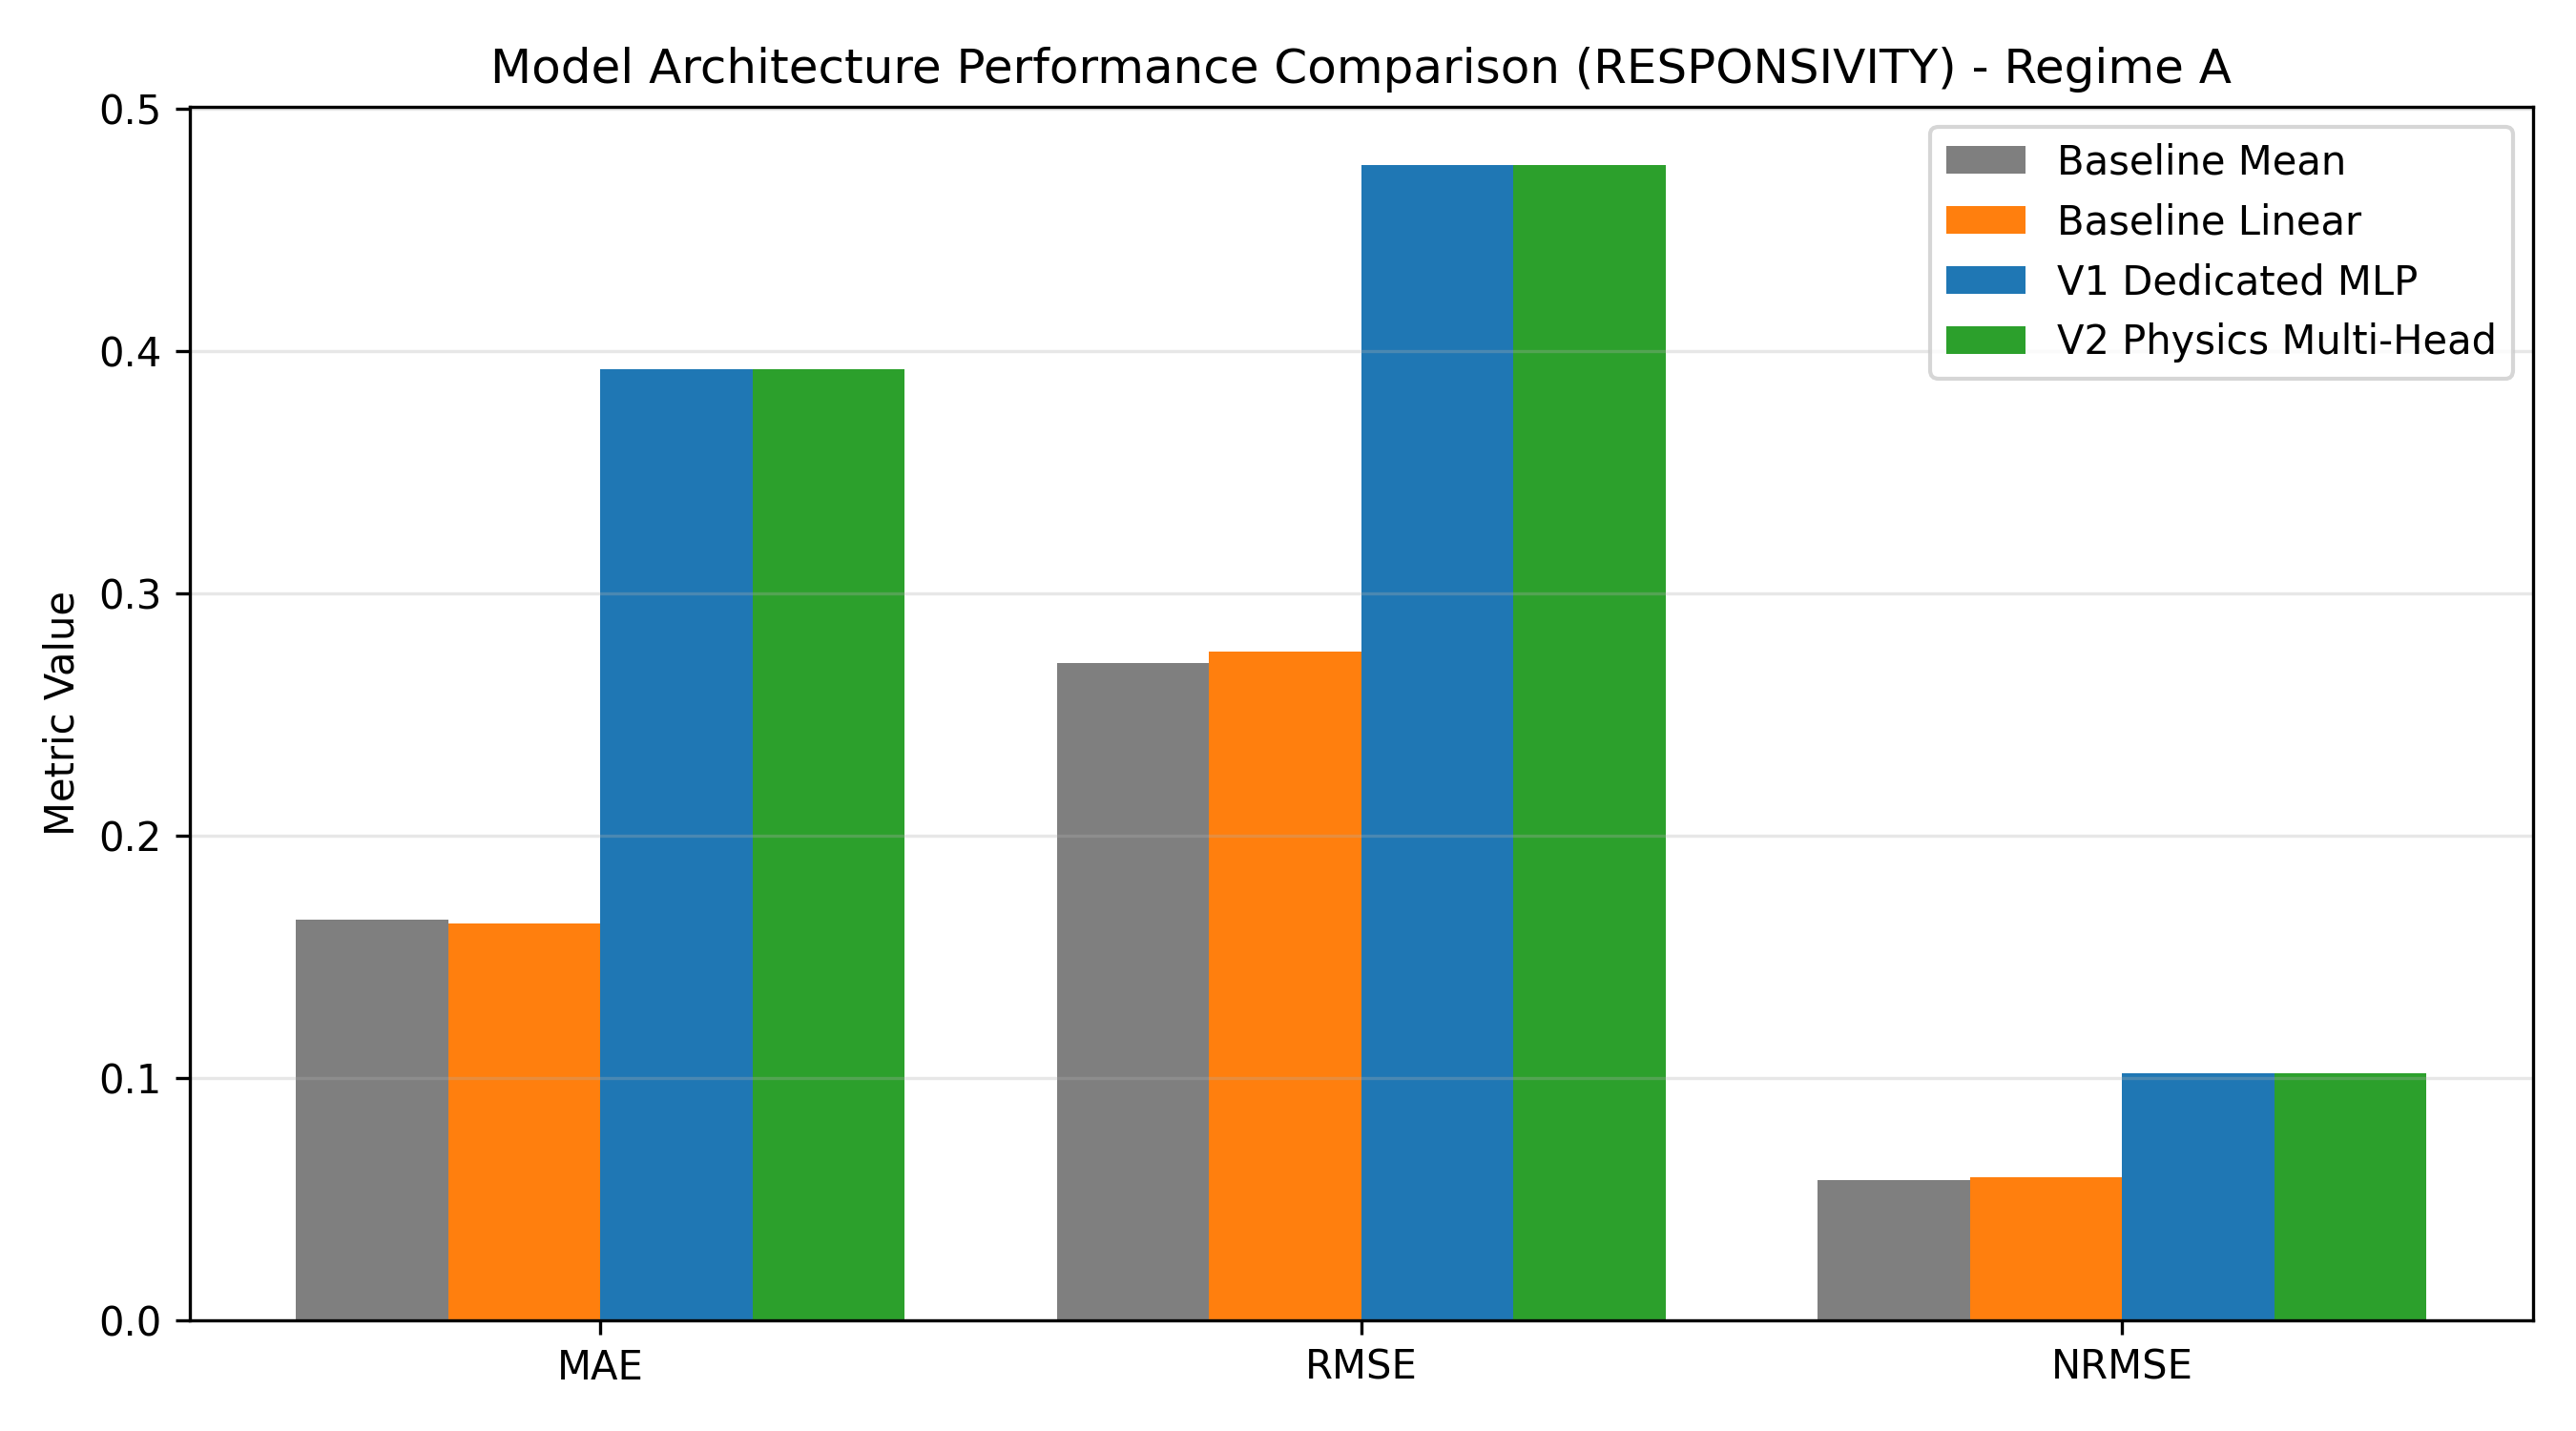 Model Architecture Performance Comparison (RESPONSIVITY) - Regime A
0.5
0.4
0.3
0.2
0.1
0.0
Metric Value
Baseline Mean
Baseline Linear
V1 Dedicated MLP
V2 Physics Multi-Head
MAE
RMSE
NRMSE